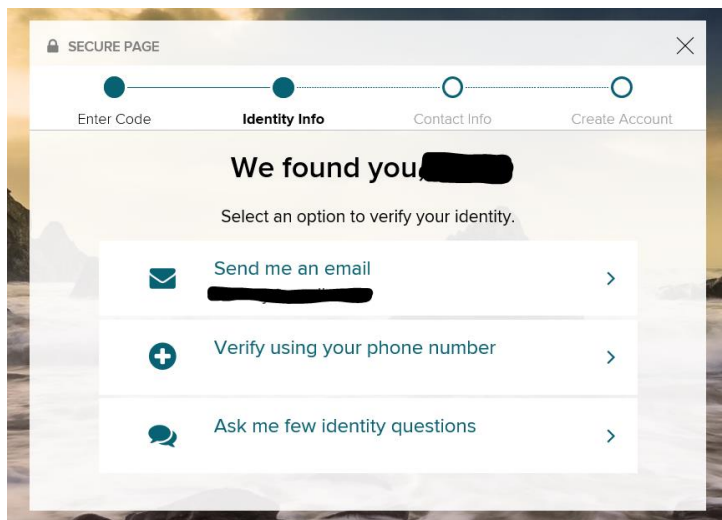 SECURE PAGE
Enter Code
Identity Info
Contact Info
Create Account
We found you,
Select an option to verify your identity.
Send me an email
Verify using your phone number
Ask me few identity questions